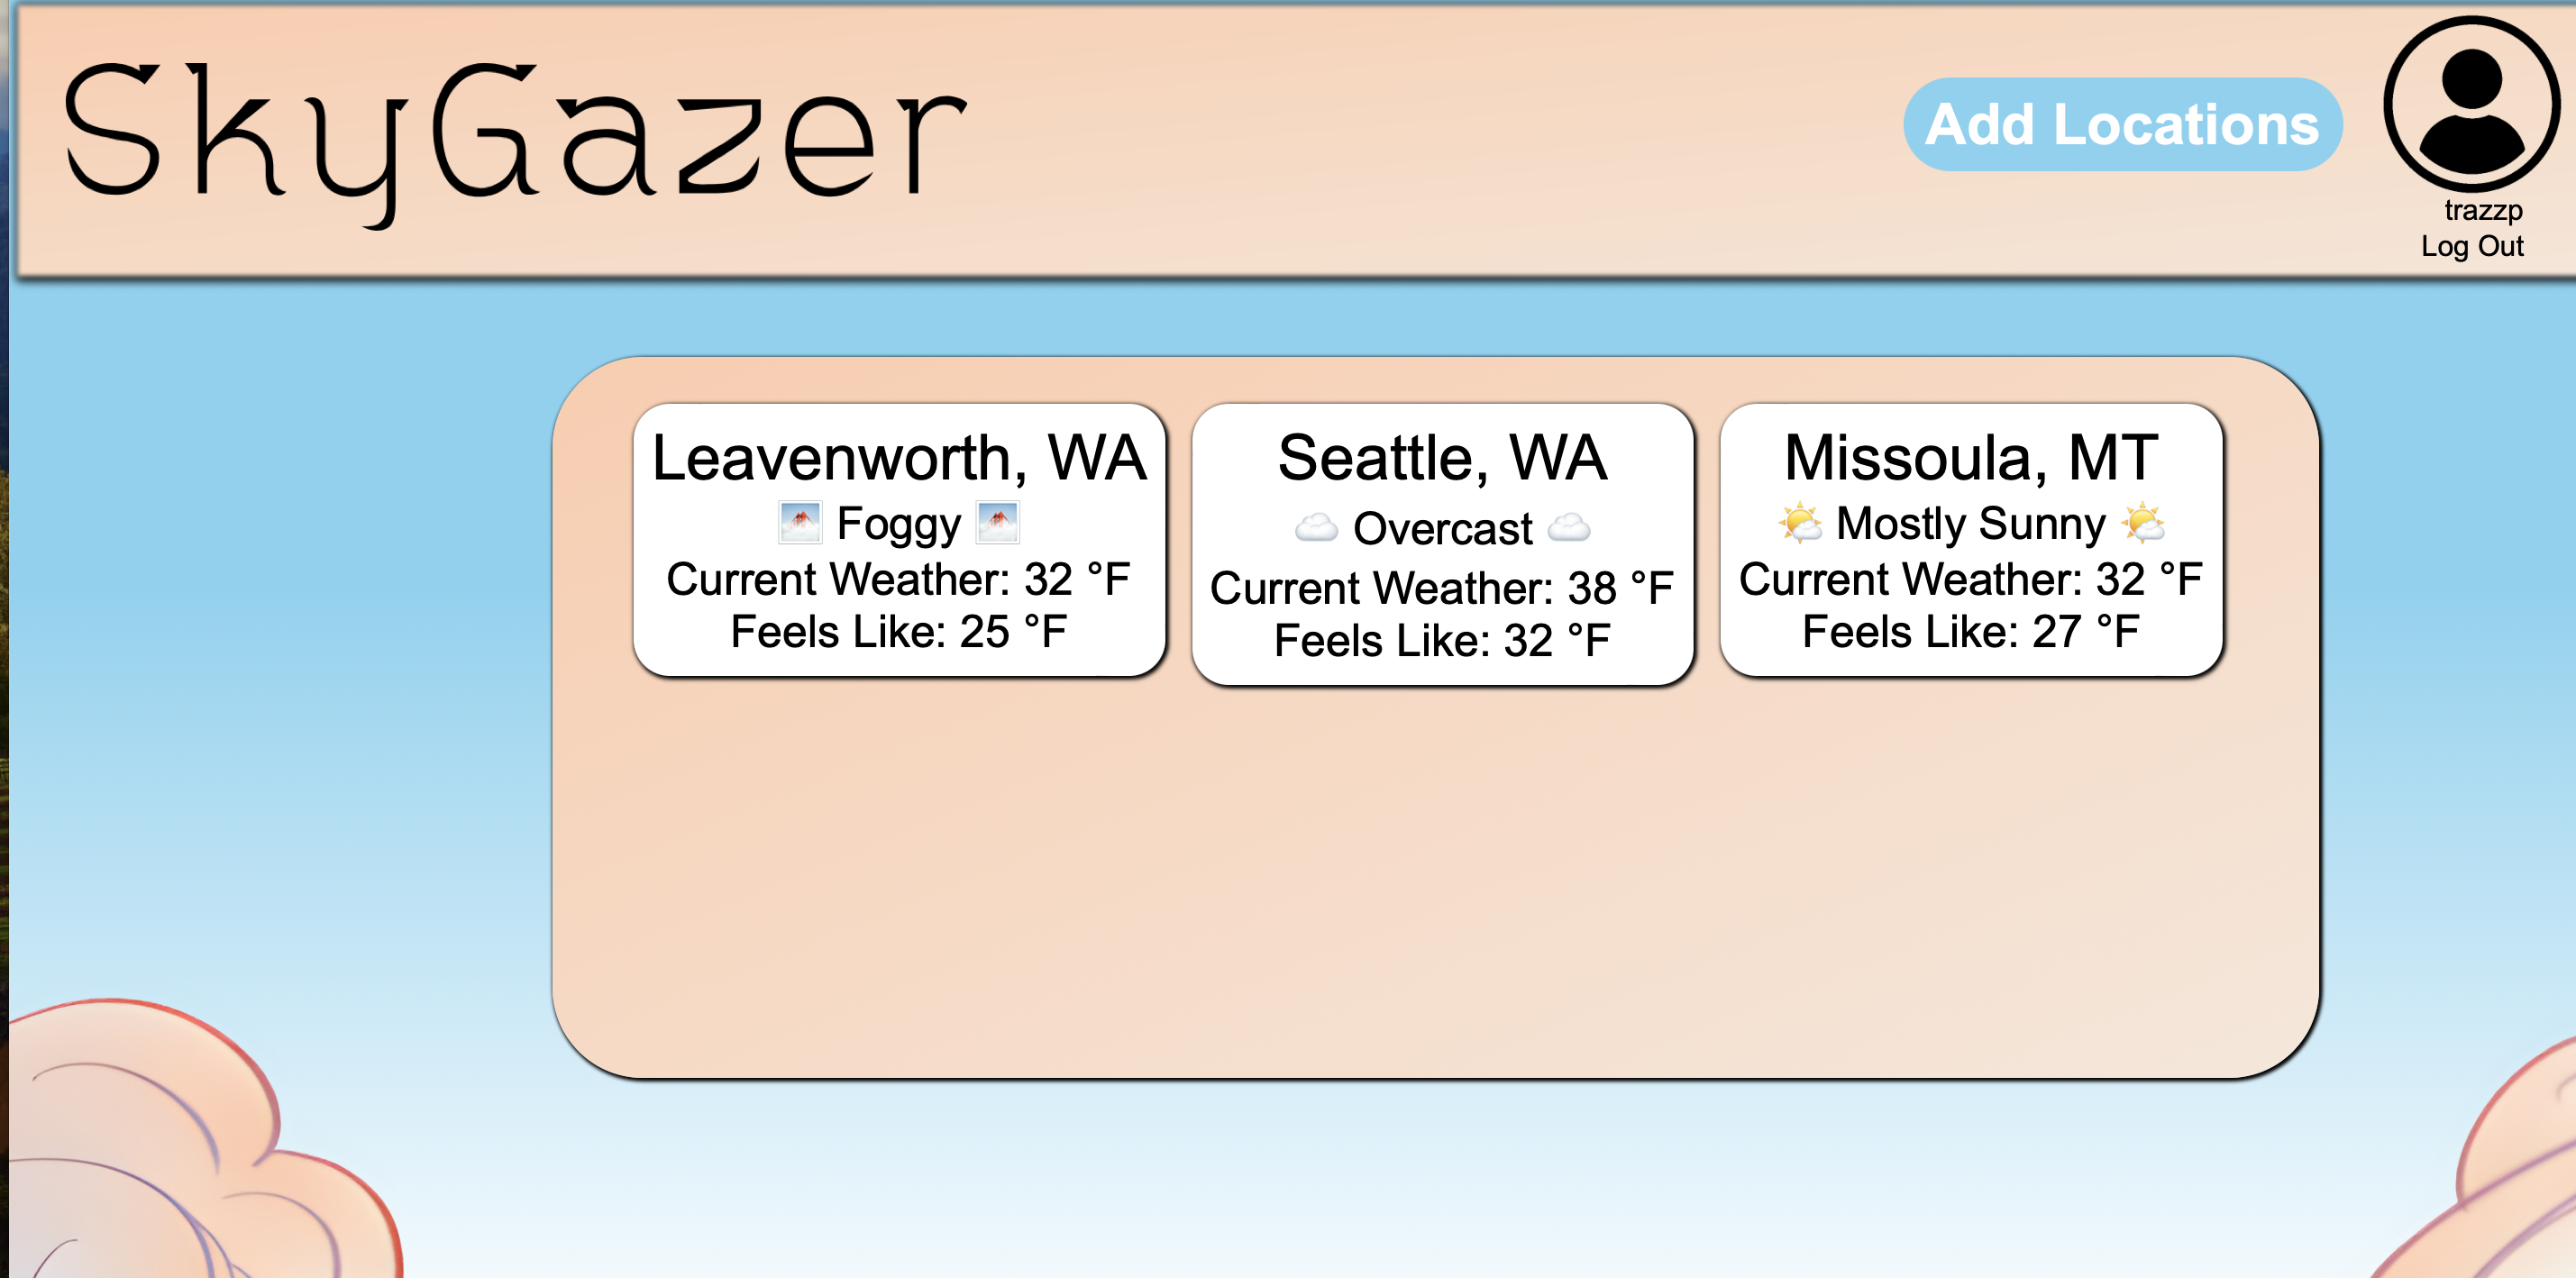 SkyGazer
Add Locations
trazzp
Log Out
Leavenworth, WA
🌁 Foggy 🌁
Current Weather: 32 °F
Feels Like: 25 °F
Seattle, WA
☁️ Overcast ☁️
Current Weather: 38 °F
Feels Like: 32 °F
Missoula, MT
🌤️ Mostly Sunny 🌤️
Current Weather: 32 °F
Feels Like: 27 °F